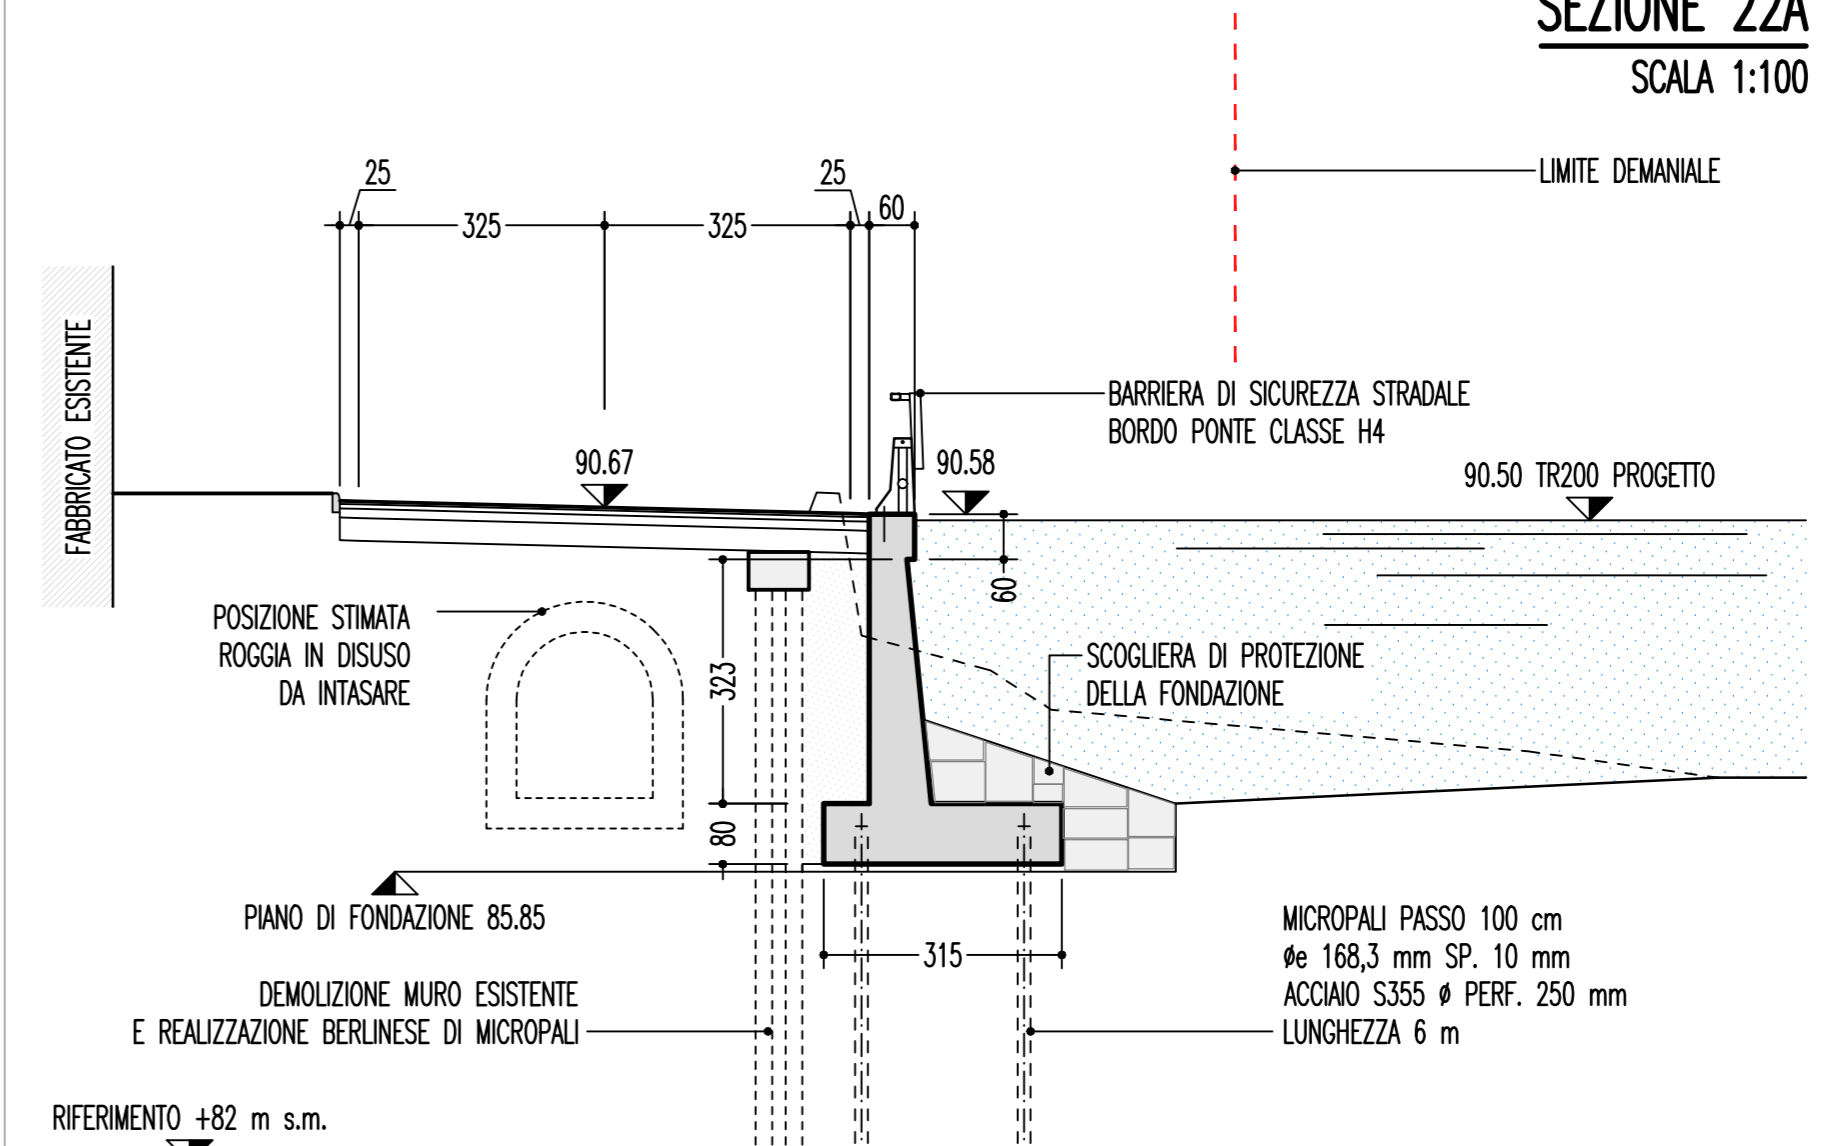 SEZIONE 22A
SCALA 1:100
LIMITE DEMANIALE
25
25
60
325
325
FABBRICATO ESISTENTE
BARRIERA DI SICUREZZA STRADALE
BORDO PONTE CLASSE H4
90.67
90.58
90.50 TR200 PROGETTO
60
POSIZIONE STIMATA
ROGGIA IN DISUSO
DA INTASARE
323
SCOGLIERA DI PROTEZIONE
DELLA FONDAZIONE
80
PIANO DI FONDAZIONE 85.85
315
MICROPALI PASSO 100 cm
øe 168,3 mm SP. 10 mm
ACCIAIO S355 ø PERF. 250 mm
LUNGHEZZA 6 m
DEMOLIZIONE MURO ESISTENTE
E REALIZZAZIONE BERLINESE DI MICROPALI
RIFERIMENTO +82 m s.m.